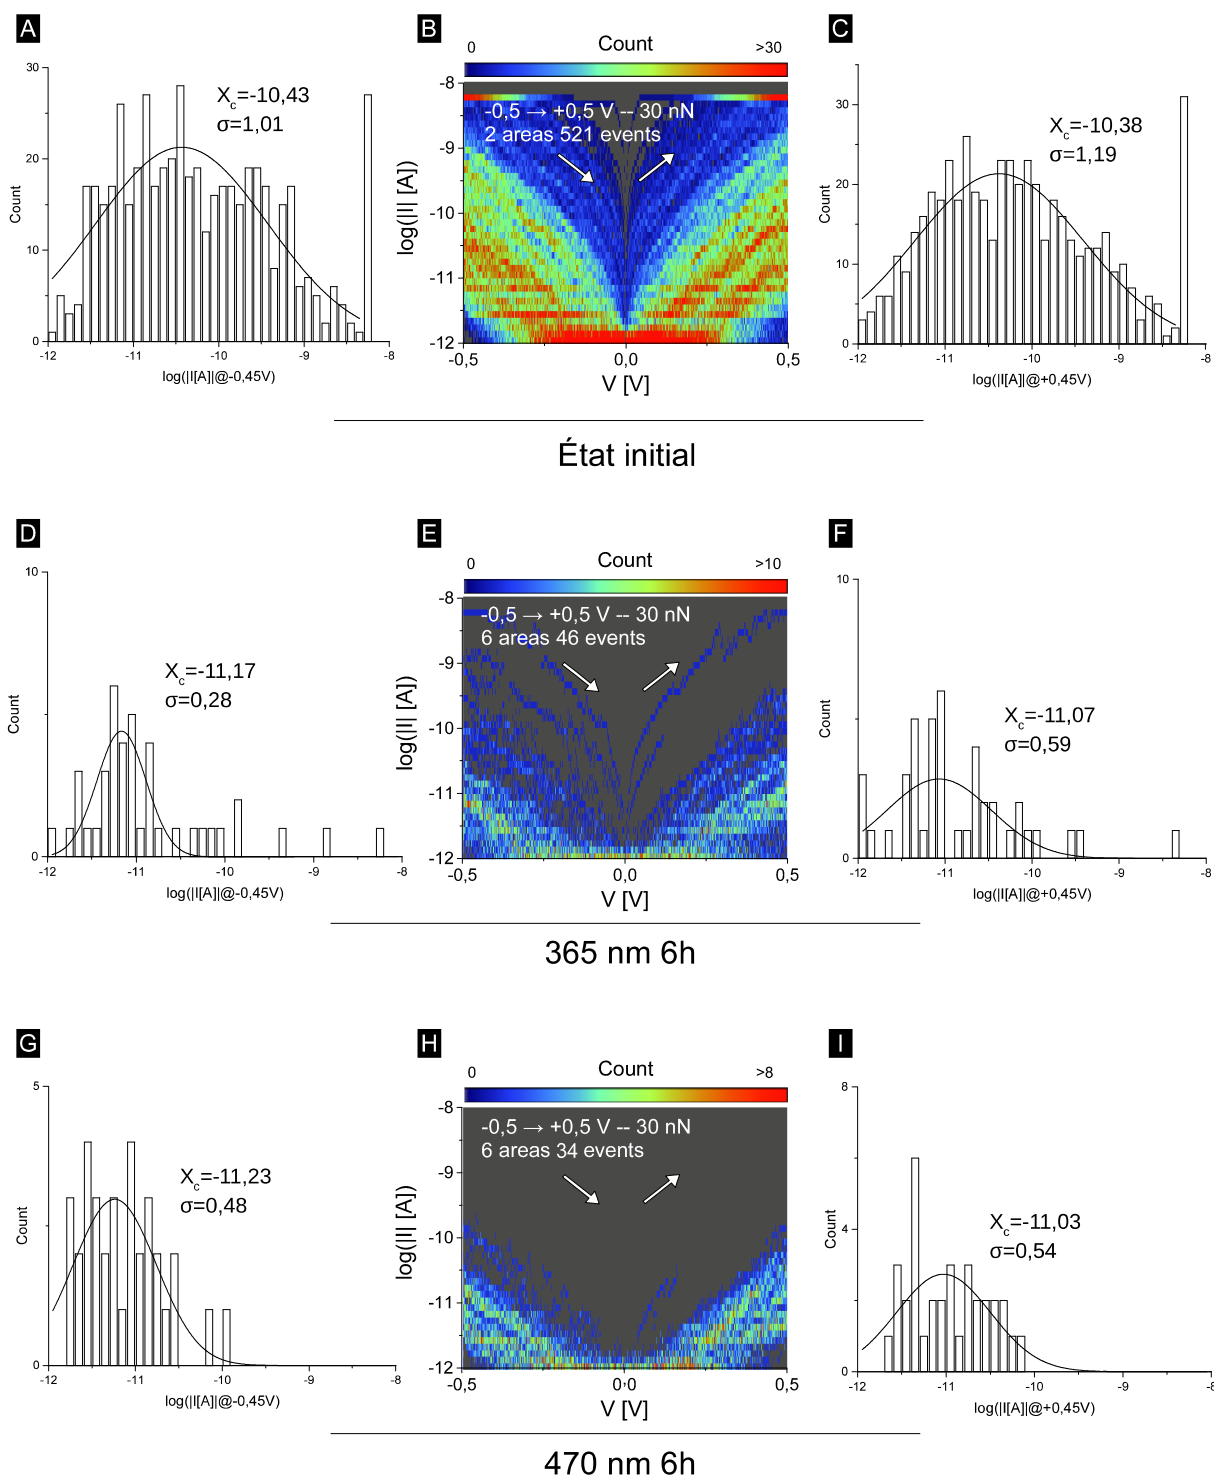 A
B
C
Count
0
>30
-0,5 → +0,5 V -- 30 nN
2 areas 521 events
log(|I| [A])
-8
-9
-10
-11
-12
-0,5
0,0
0,5
V [V]
X_c=-10,43
σ=1,01
Count
30
20
10
0
-12
-11
-10
-9
-8
log(|I[A]|@-0,45V)
X_c=-10,38
σ=1,19
Count
30
20
10
0
-12
-11
-10
-9
-8
log(|I[A]|@+0,45V)
État initial
D
E
F
Count
0
>10
-0,5 → +0,5 V -- 30 nN
6 areas 46 events
log(|I| [A])
-8
-9
-10
-11
-12
-0,5
0,0
0,5
V [V]
X_c=-11,17
σ=0,28
Count
10
0
-12
-11
-10
-9
-8
log(|I[A]|@-0,45V)
X_c=-11,07
σ=0,59
Count
10
0
-12
-11
-10
-9
-8
log(|I[A]|@+0,45V)
365 nm 6h
G
H
I
Count
0
>8
-0,5 → +0,5 V -- 30 nN
6 areas 34 events
log(|I| [A])
-8
-9
-10
-11
-12
-0,5
0,0
0,5
V [V]
X_c=-11,23
σ=0,48
Count
5
0
-12
-11
-10
-9
-8
log(|I[A]|@-0,45V)
X_c=-11,03
σ=0,54
Count
8
4
0
-12
-11
-10
-9
-8
log(|I[A]|@+0,45V)
470 nm 6h